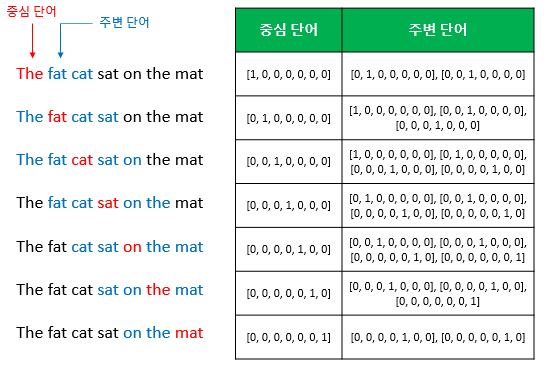 중심 단어
주변 단어
The fat cat sat on the mat
The fat cat sat on the mat
The fat cat sat on the mat
The fat cat sat on the mat
The fat cat sat on the mat
The fat cat sat on the mat
The fat cat sat on the mat
중심 단어 주변 단어
[1, 0, 0, 0, 0, 0, 0] [0, 1, 0, 0, 0, 0, 0], [0, 0, 1, 0, 0, 0, 0]
[0, 1, 0, 0, 0, 0, 0] [1, 0, 0, 0, 0, 0, 0], [0, 0, 1, 0, 0, 0, 0],
[0, 0, 0, 1, 0, 0, 0]
[0, 0, 1, 0, 0, 0, 0] [1, 0, 0, 0, 0, 0, 0], [0, 1, 0, 0, 0, 0, 0],
[0, 0, 0, 1, 0, 0, 0], [0, 0, 0, 0, 1, 0, 0]
[0, 0, 0, 1, 0, 0, 0] [0, 1, 0, 0, 0, 0, 0], [0, 0, 1, 0, 0, 0, 0],
[0, 0, 0, 0, 1, 0, 0], [0, 0, 0, 0, 0, 1, 0]
[0, 0, 0, 0, 1, 0, 0] [0, 0, 1, 0, 0, 0, 0], [0, 0, 0, 1, 0, 0, 0],
[0, 0, 0, 0, 0, 1, 0], [0, 0, 0, 0, 0, 0, 1]
[0, 0, 0, 0, 0, 1, 0] [0, 0, 0, 1, 0, 0, 0], [0, 0, 0, 0, 1, 0, 0],
[0, 0, 0, 0, 0, 0, 1]
[0, 0, 0, 0, 0, 0, 1] [0, 0, 0, 0, 1, 0, 0], [0, 0, 0, 0, 0, 1, 0]